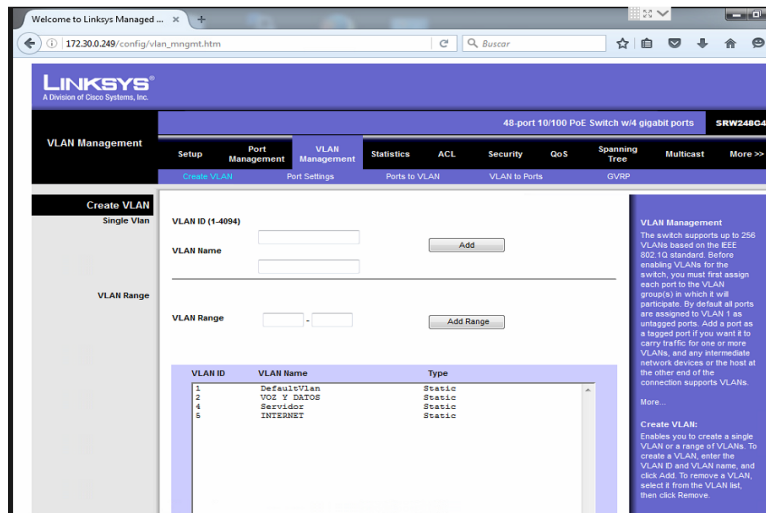 Welcome to Linksys Managed ...
172.30.0.249/config/vlan_mngmt.htm
Buscar
LINKSYS®
A Division of Cisco Systems, Inc.
48-port 10/100 PoE Switch w/4 gigabit ports SRW248G4
VLAN Management
Setup Port Management VLAN Management Statistics ACL Security QoS Spanning Tree Multicast More >>
Create VLAN Port Settings Ports to VLAN VLAN to Ports GVRP
Create VLAN
Single Vlan
VLAN ID (1-4094)
VLAN Name
Add
VLAN Range
VLAN Range - Add Range
VLAN ID VLAN Name Type
1 DefaultVlan Static
2 VOZ Y DATOS Static
4 Servidor Static
5 INTERNET Static
VLAN Management
The switch supports up to 256
VLANs based on the IEEE
802.1Q standard. Before
enabling VLANs for the
switch, you must first assign
each port to the VLAN
group(s) in which it will
participate. By default all ports
are assigned to VLAN 1 as
untagged ports. Add a port as
a tagged port if you want it to
carry traffic for one or more
VLANs, and any intermediate
network devices or the host at
the other end of the
connection supports VLANs.
More...
Create VLAN:
Enables you to create a single
VLAN or a range of VLANs. To
create a VLAN, enter the
VLAN ID and VLAN name, and
click Add. To remove a VLAN,
select it from the VLAN list,
then click Remove.